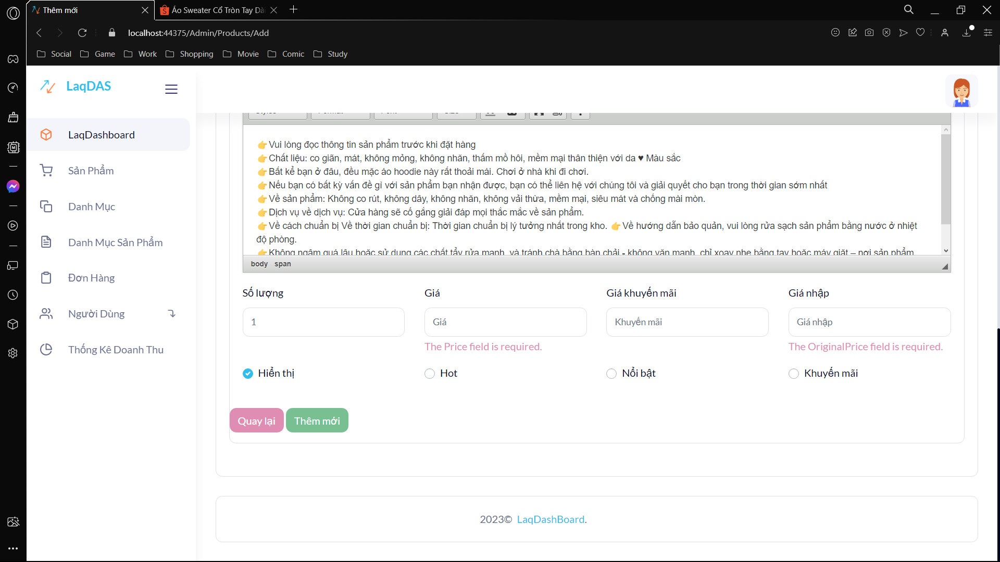 Thêm mới
Áo Sweater Cổ Tròn Tay Dà
localhost:44375/Admin/Products/Add
Social
Game
Work
Shopping
Movie
Comic
Study
LaqDAS
LaqDashboard
Sản Phẩm
Danh Mục
Danh Mục Sản Phẩm
Đơn Hàng
Người Dùng
Thống Kê Doanh Thu
👉Vui lòng đọc thông tin sản phẩm trước khi đặt hàng
👉Chất liệu: co giãn, mát, không mỏng, không nhăn, thấm mồ hôi, mềm mại thân thiện với da ♥ Màu sắc
👉Bất kể bạn ở đâu, đều mặc áo hoodie này rất thoải mái. Chơi ở nhà khi đi chơi.
👉Nếu bạn có bất kỳ vấn đề gì với sản phẩm bạn nhận được, bạn có thể liên hệ với chúng tôi và giải quyết cho bạn trong thời gian sớm nhất
👉Về sản phẩm: Không co rút, không dây, không nhăn, không vải thừa, mềm mại, siêu mát và chống mài mòn.
👉Dịch vụ về dịch vụ: Cửa hàng sẽ cố gắng giải đáp mọi thắc mắc về sản phẩm.
👉Về cách chuẩn bị Về thời gian chuẩn bị: Thời gian chuẩn bị lý tưởng nhất trong kho. 👉Về hướng dẫn bảo quản, vui lòng rửa sạch sản phẩm bằng nước ở nhiệt
độ phòng.
👉Không ngâm quá lâu hoặc sử dụng các chất tẩy rửa mạnh, và tránh chà bằng bàn chải - không vặn mạnh, chỉ xoay nhẹ bằng tay hoặc máy giặt – nơi sản phẩm
body span
Số lượng
Giá
Giá khuyến mãi
Giá nhập
1
Giá
Khuyến mãi
Giá nhập
The Price field is required.
The OriginalPrice field is required.
Hiển thị
Hot
Nổi bật
Khuyến mãi
Quay lại
Thêm mới
2023© LaqDashBoard.